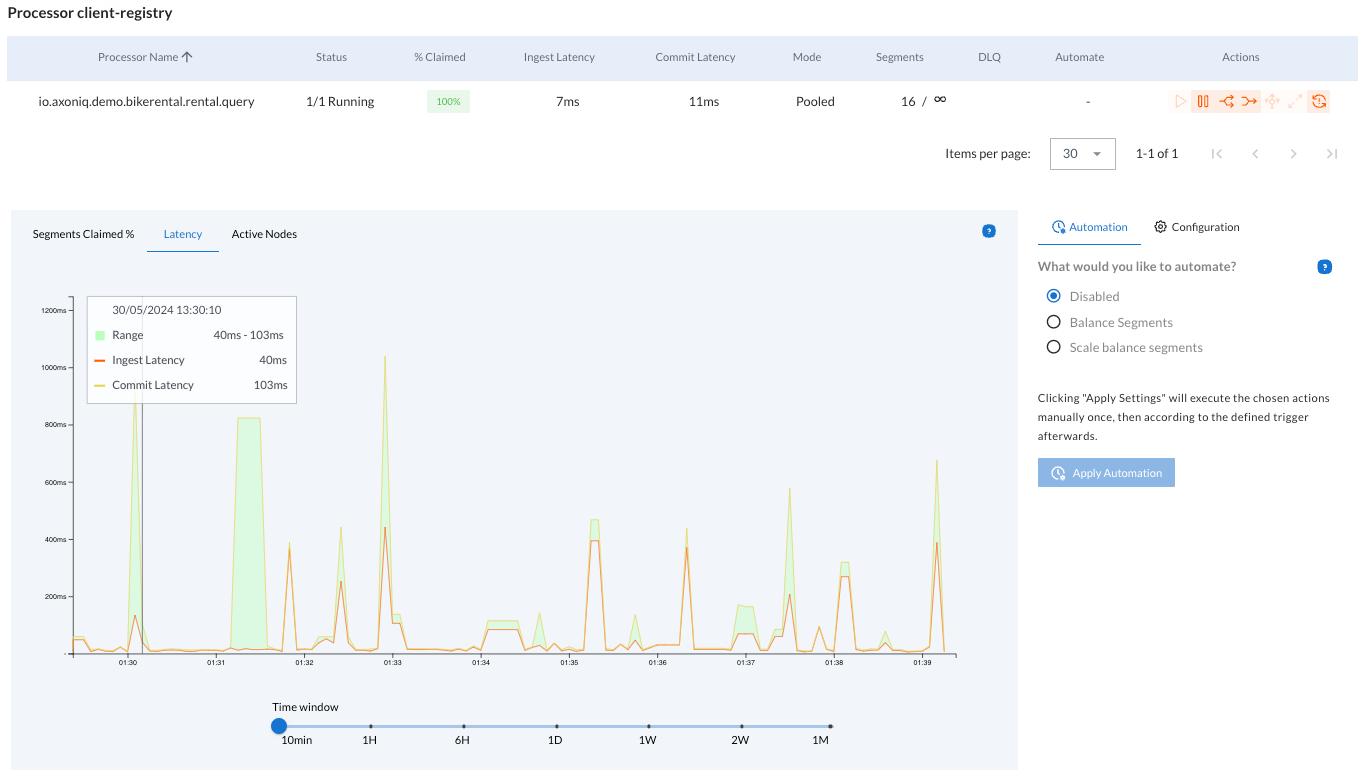 Processor client-registry
Processor Name Status % Claimed Ingest Latency Commit Latency Mode Segments DLQ Automate Actions
io.axoniq.demo.bikerental.rental.query 1/1 Running 100% 7ms 11ms Pooled 16 / ∞ -
Items per page: 30 1-1 of 1
Segments Claimed % Latency Active Nodes ?
Automation Configuration
What would you like to automate? ?
Disabled
Balance Segments
Scale balance segments
Clicking "Apply Settings" will execute the chosen actions
manually once, then according to the defined trigger
afterwards.
Apply Automation
30/05/2024 13:30:10
Range 40ms - 103ms
Ingest Latency 40ms
Commit Latency 103ms
1200ms
1000ms
800ms
600ms
400ms
200ms
-
01:30 01:31 01:32 01:33 01:34 01:35 01:36 01:37 01:38 01:39
Time window
10min 1H 6H 1D 1W 2W 1M